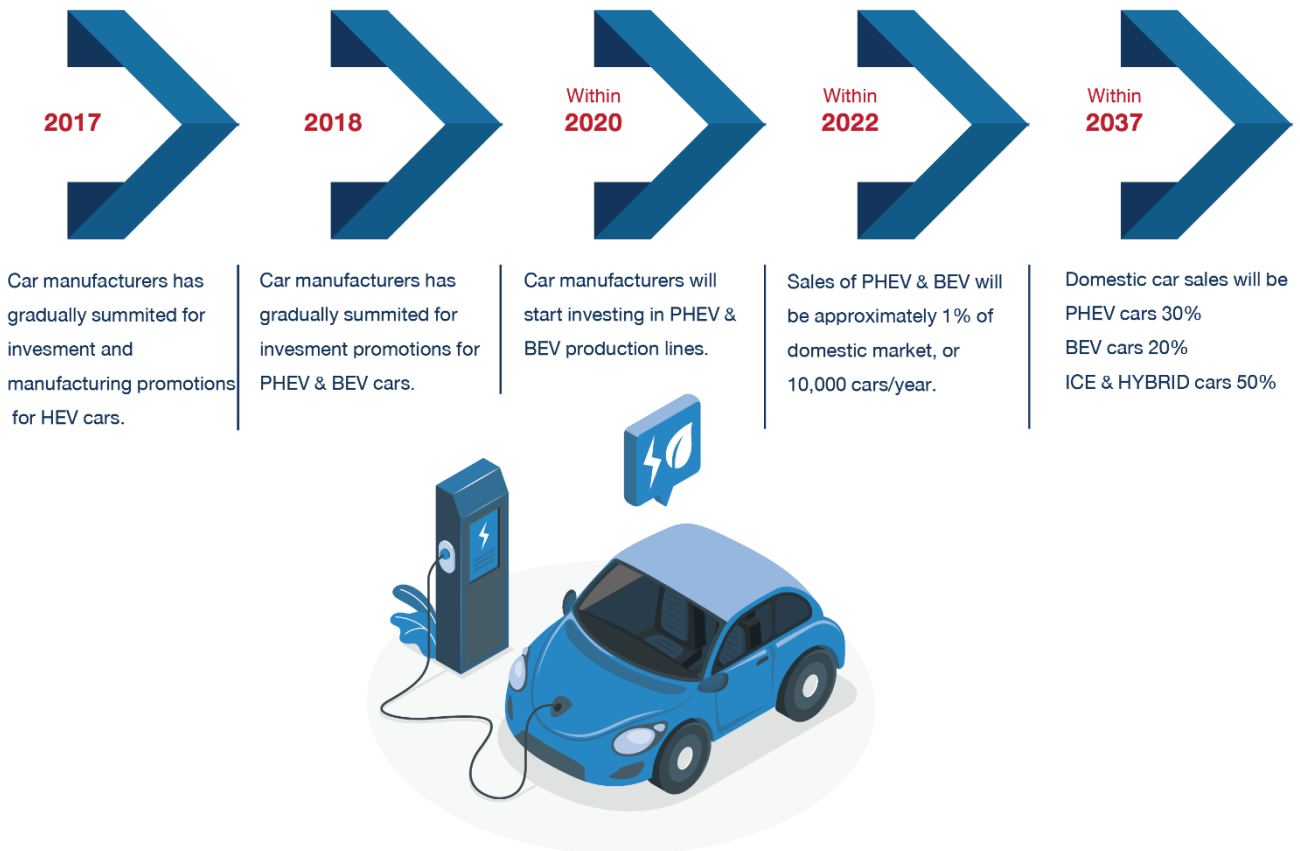 2017
Car manufacturers has
gradually summited for
invesment and
manufacturing promotions
for HEV cars.
2018
Car manufacturers has
gradually summited for
invesment promotions for
PHEV & BEV cars.
Within
2020
Car manufacturers will
start investing in PHEV &
BEV production lines.
Within
2022
Sales of PHEV & BEV will
be approximately 1% of
domestic market, or
10,000 cars/year.
Within
2037
Domestic car sales will be
PHEV cars 30%
BEV cars 20%
ICE & HYBRID cars 50%